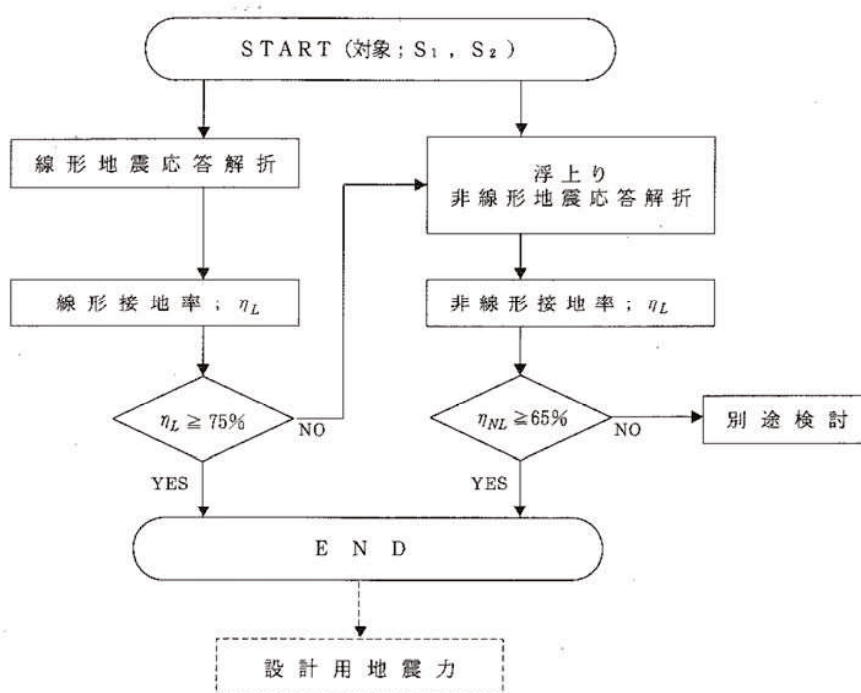 START (対象; S₁, S₂)
線形地震応答解折
浮上り
非線形地震応答解折
線形接地率; η_L
非線形接地率; η_L
η_L ≧ 75%
NO
YES
η_NL ≧ 65%
NO
YES
別途検討
END
設計用地震力